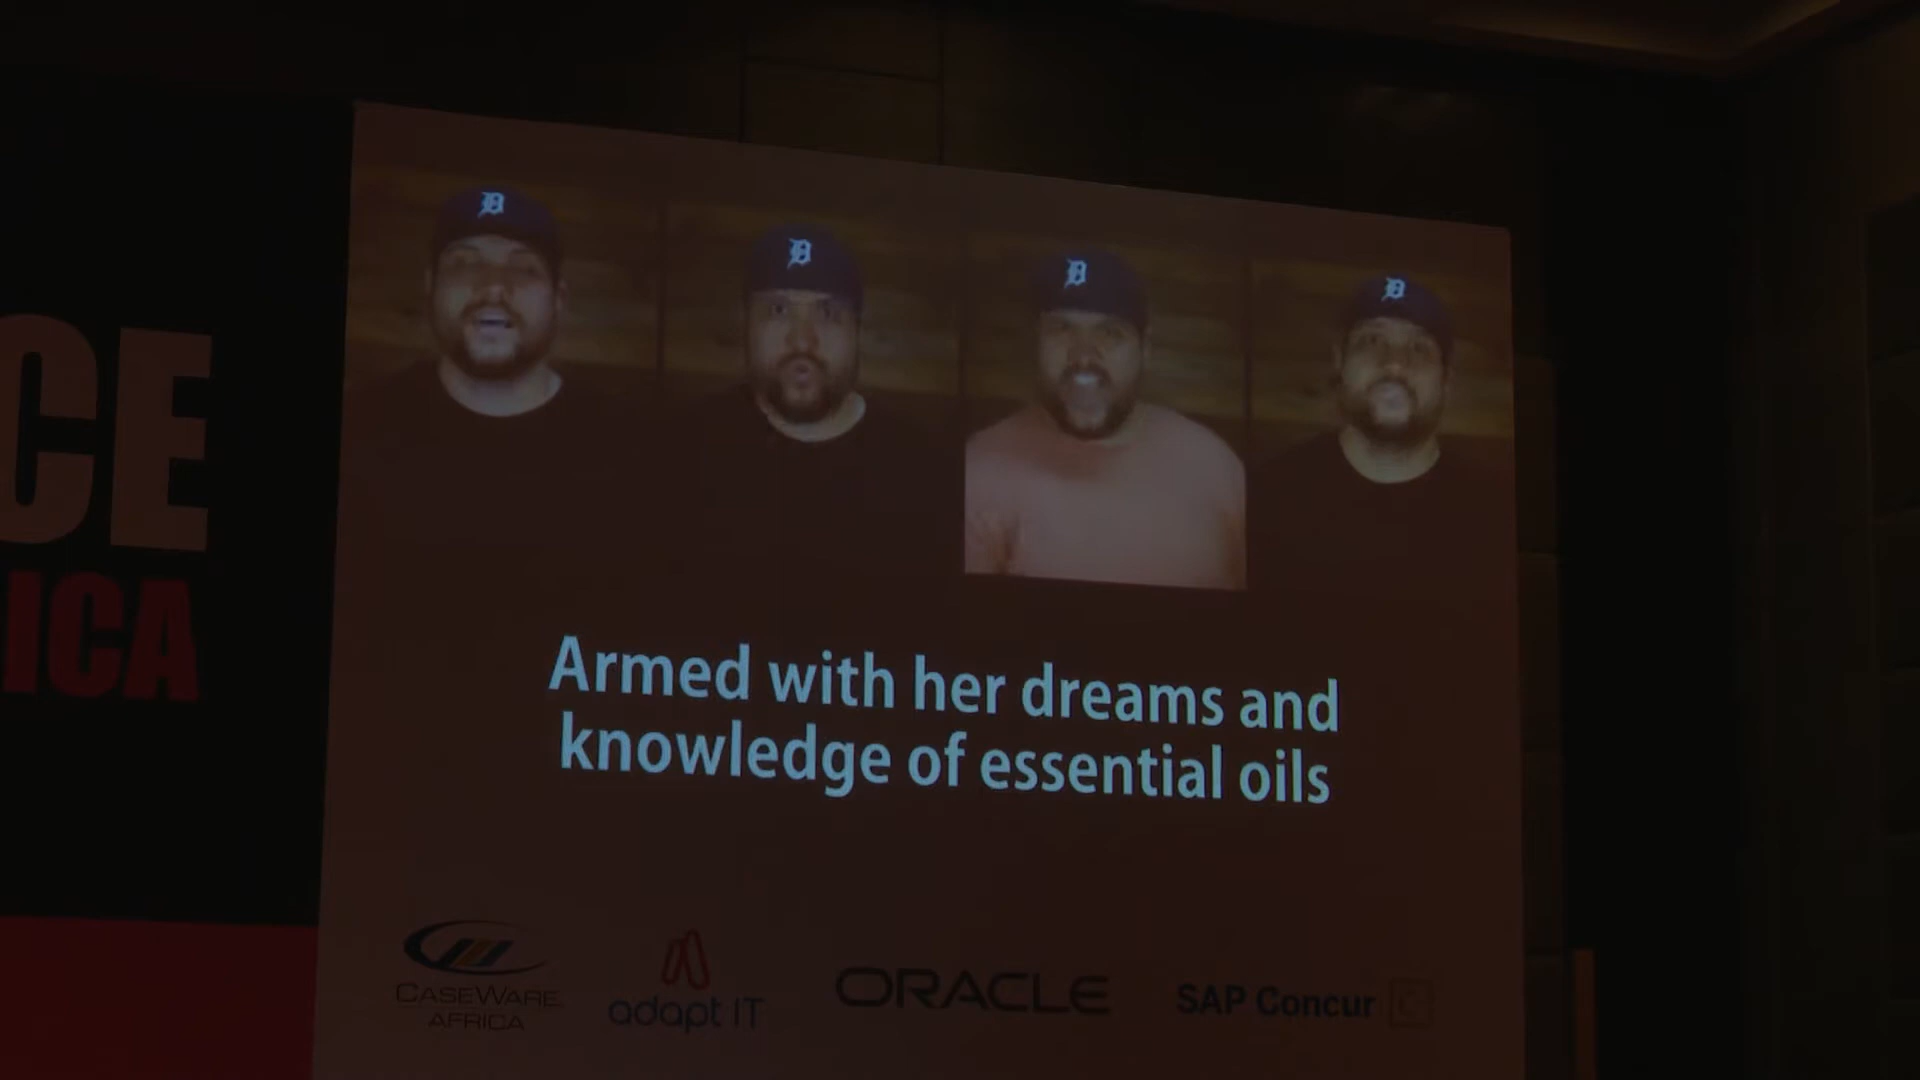 CE
ICA
D D D D
Armed with her dreams and
knowledge of essential oils
CASEWARE
AFRICA
adapt IT
ORACLE
SAP Concur C